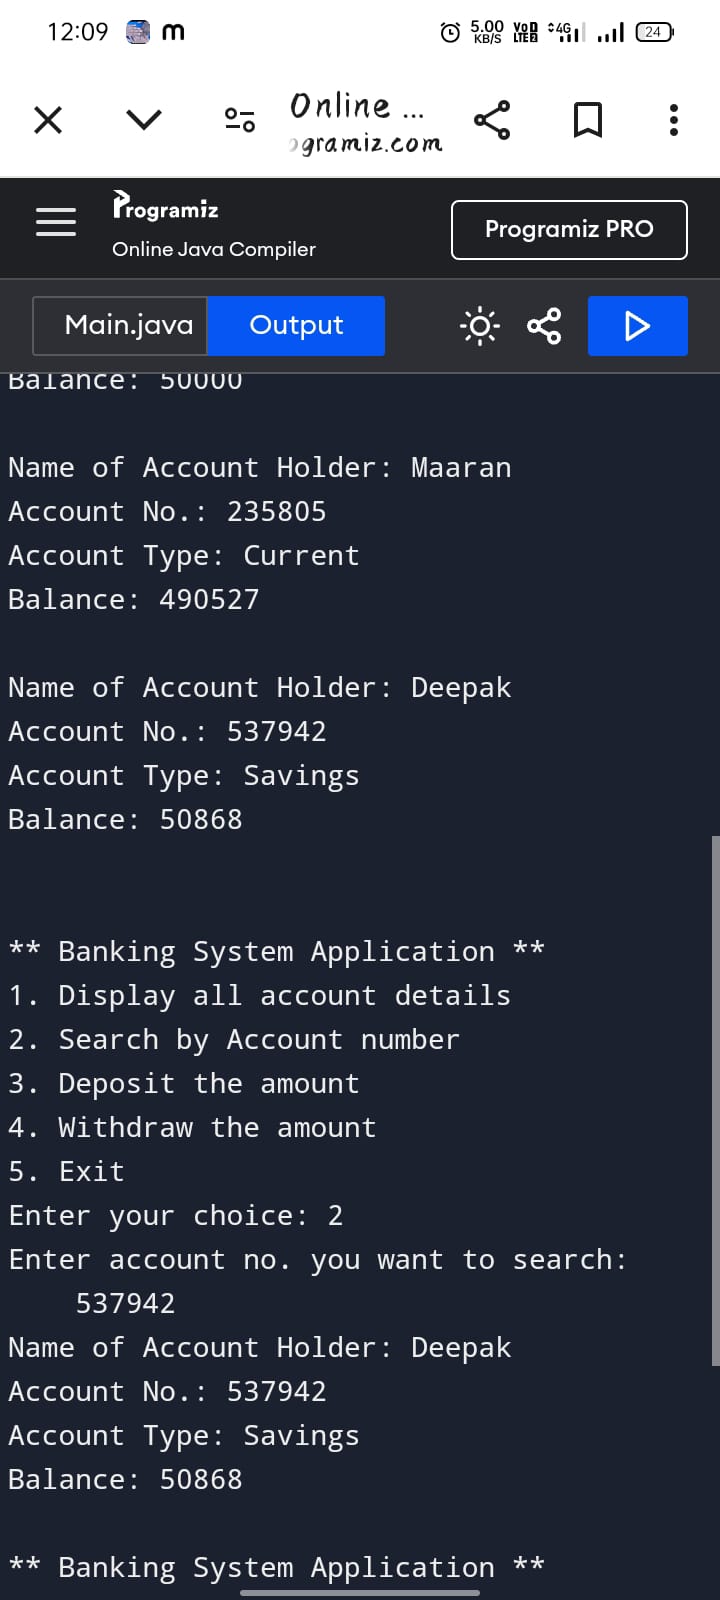 12:09 m 5.00 KB/S VoD LTE2 4G 24
Online ...
ogramiz.com
Programiz
Online Java Compiler
Programiz PRO
Main.java Output
Balance: 50000
Name of Account Holder: Maaran
Account No.: 235805
Account Type: Current
Balance: 490527
Name of Account Holder: Deepak
Account No.: 537942
Account Type: Savings
Balance: 50868
** Banking System Application **
1. Display all account details
2. Search by Account number
3. Deposit the amount
4. Withdraw the amount
5. Exit
Enter your choice: 2
Enter account no. you want to search:
537942
Name of Account Holder: Deepak
Account No.: 537942
Account Type: Savings
Balance: 50868
** Banking System Application **